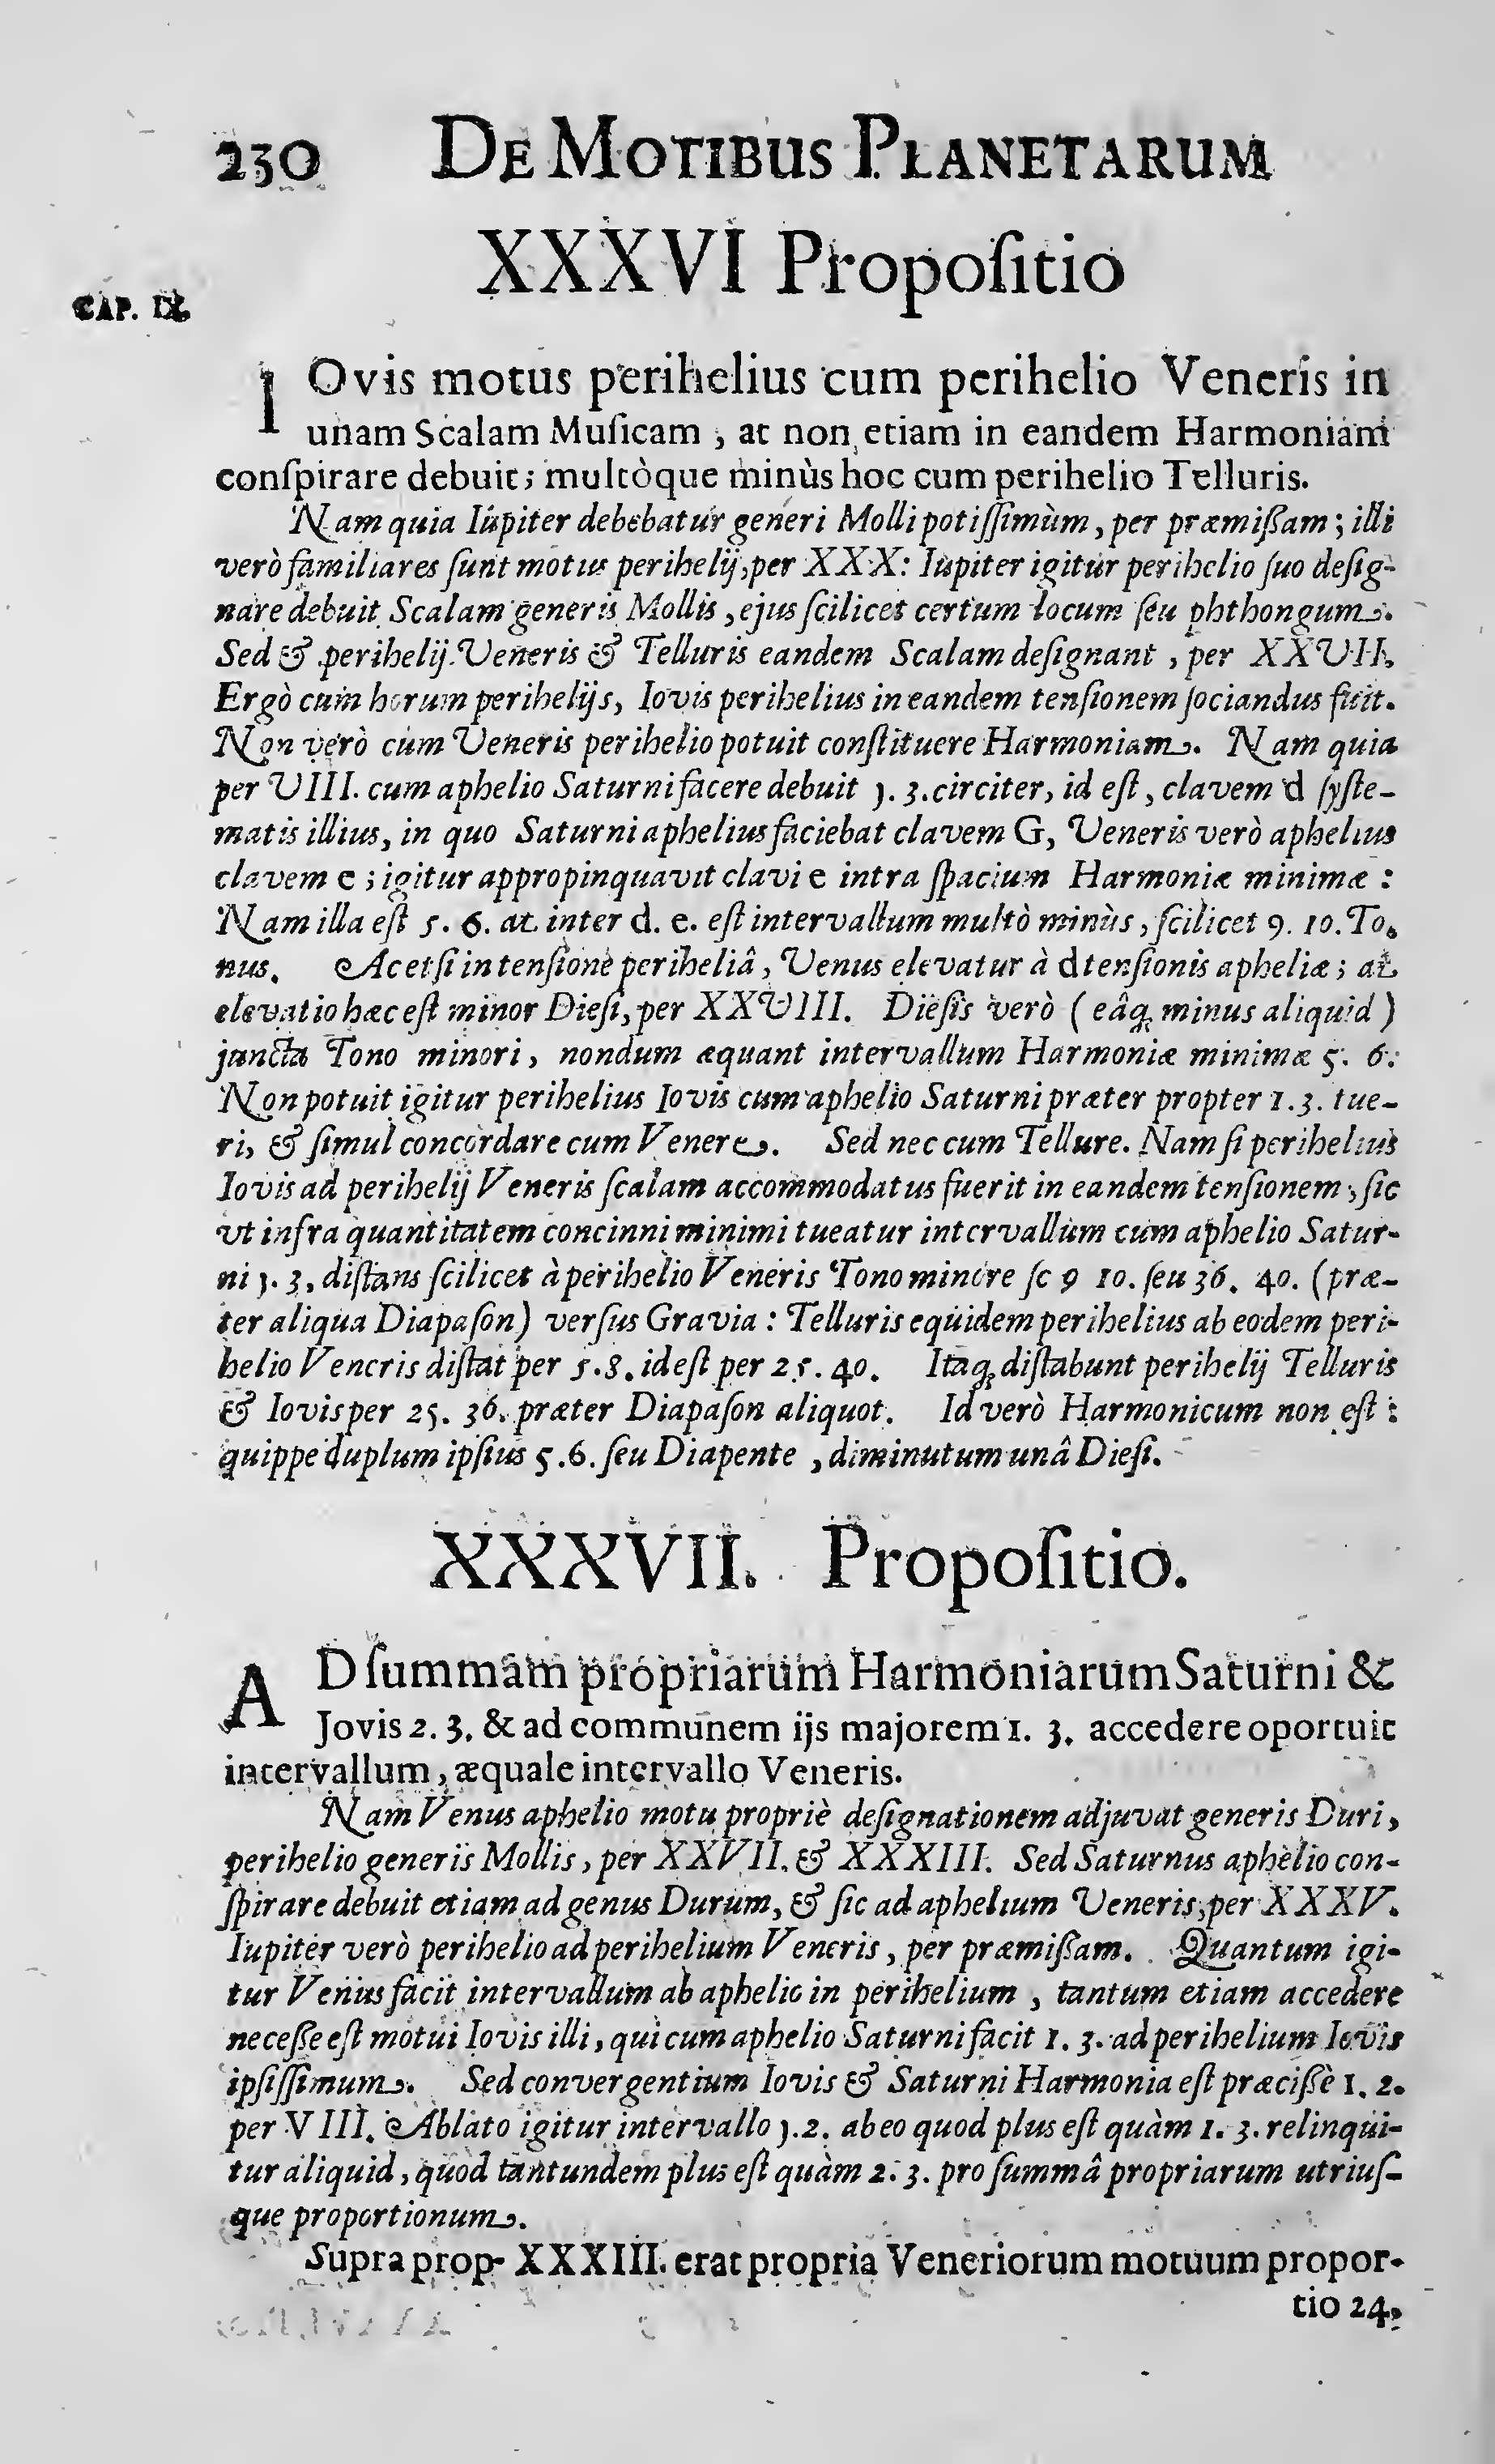 230 DE MOTIBUS PLANETARUM
XXXVI Propoſitio
CAP. IX.
IOvis motus perihelius cum perihelio Veneris in
unam Scalam Muſicam, at non etiam in eandem Harmoniam
conſpirare debuit; multòque minùs hoc cum perihelio Telluris.
Nam quia Iupiter debebatur generi Molli potiſſimùm, per præmißam; illi
verò familiares ſunt motus perihelij, per XXX: Iupiter igitur perihelio ſuo deſig-
nare debuit Scalam generis Mollis, ejus ſcilicet certum locum ſeu phthongum.
Sed & perihelij Veneris & Telluris eandem Scalam deſignant, per XXVII.
Ergò cum horum perihelijs, Iovis perihelius in eandem tenſionem ſociandus fuit.
Non verò cum Veneris perihelio potuit conſtituere Harmoniam. Nam quia
per VIII. cum aphelio Saturni facere debuit 1. 3. circiter, id eſt, clavem d ſyſte-
matis illius, in quo Saturni aphelius faciebat clavem G, Veneris verò aphelius
clavem e; igitur appropinquavit clavi e intra ſpacium Harmoniæ minimæ:
Nam illa eſt 5. 6. at inter d. e. eſt intervallum multò minùs, ſcilicet 9. 10. To-
nus. Acetſi in tenſione periheliâ, Venus elevatur à d tenſionis apheliæ; at
elevatio hæc eſt minor Dieſi, per XXVIII. Dieſis verò (eâq; minus aliquid)
juncta Tono minori, nondum æquant intervallum Harmoniæ minimæ 5. 6:
Non potuit igitur perihelius Iovis cum aphelio Saturni præter propter 1. 3. tue-
ri, & ſimul concordare cum Venere. Sed nec cum Tellure. Nam ſi perihelius
Iovis ad perihelij Veneris ſcalam accommodatus fuerit in eandem tenſionem, ſic
ut infra quantitatem concinni minimi tueatur intervallum cum aphelio Satur-
ni 1. 3, diſtans ſcilicet à perihelio Veneris Tono minore ſc 9 10. ſeu 36. 40. (præ-
ter aliqua Diapaſon) verſus Gravia: Telluris equidem perihelius ab eodem peri-
helio Veneris diſtat per 5. 8. id eſt per 25. 40. Itaq; diſtabunt perihelij Telluris
& Iovis per 25. 36. præter Diapaſon aliquot. Id verò Harmonicum non eſt:
quippe duplum ipſius 5. 6. ſeu Diapente, diminutum unâ Dieſi.
XXXVII. Propoſitio.
AD ſummam propriarum Harmoniarum Saturni &
Jovis 2. 3. & ad communem ijs majorem 1. 3. accedere oportuit
intervallum, æquale intervallo Veneris.
Nam Venus aphelio motu propriè deſignationem adjuvat generis Duri,
perihelio generis Mollis, per XXVII. & XXXIII. Sed Saturnus aphelio con-
ſpirare debuit etiam ad genus Durum, & ſic ad aphelium Veneris, per XXXV.
Iupiter verò perihelio ad perihelium Veneris, per præmißam. Quantum igi-
tur Venus facit intervallum ab aphelio in perihelium, tantum etiam accedere
neceſſe eſt motui Iovis illi, qui cum aphelio Saturni facit 1. 3. ad perihelium Iovis
ipſiſſimum. Sed convergentium Iovis & Saturni Harmonia eſt præciſſè 1. 2.
per VIII. Ablato igitur intervallo 1. 2. ab eo quod plus eſt quàm 1. 3. relinqui-
tur aliquid, quod tantundem plus eſt quàm 2. 3. pro ſummâ propriarum utriuſ-
que proportionum.
Supra prop- XXXIII. erat propria Veneriorum motuum propor-
tio 24,